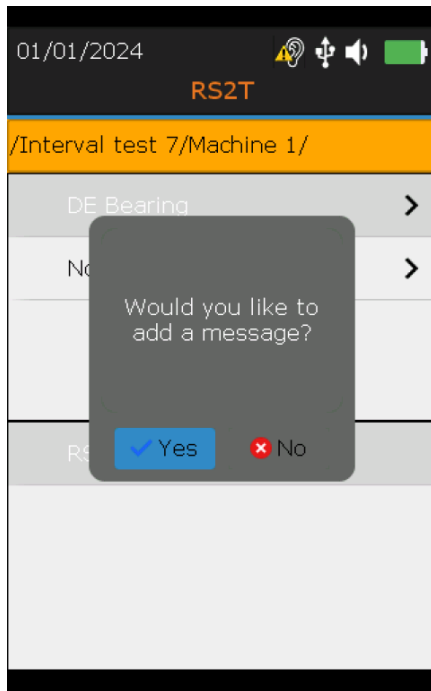 01/01/2024
RS2T
/Interval test 7/Machine 1/
DE Bearing
Would you like to
add a message?
Yes
No